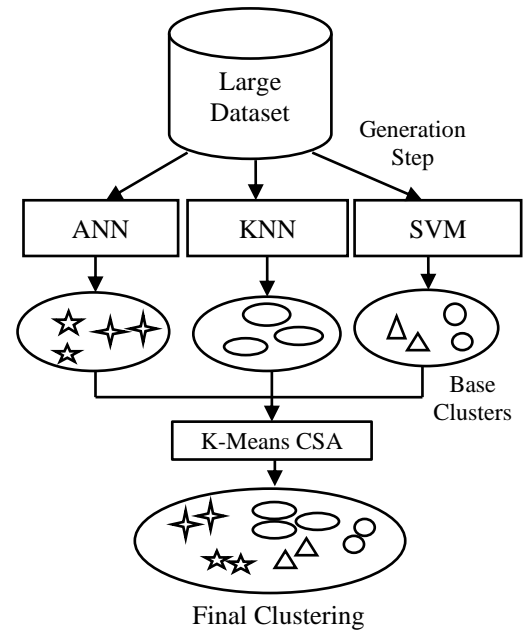 Large
Dataset
Generation
Step
ANN
KNN
SVM
Base
Clusters
K-Means CSA
Final Clustering